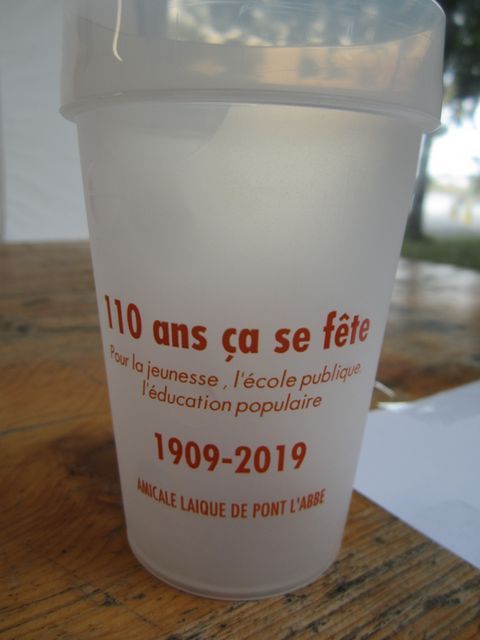 110 ans ça se fête
Pour la jeunesse , l'école publique,
l'éducation populaire
1909-2019
AMICALE LAIQUE DE PONT L'ABBE